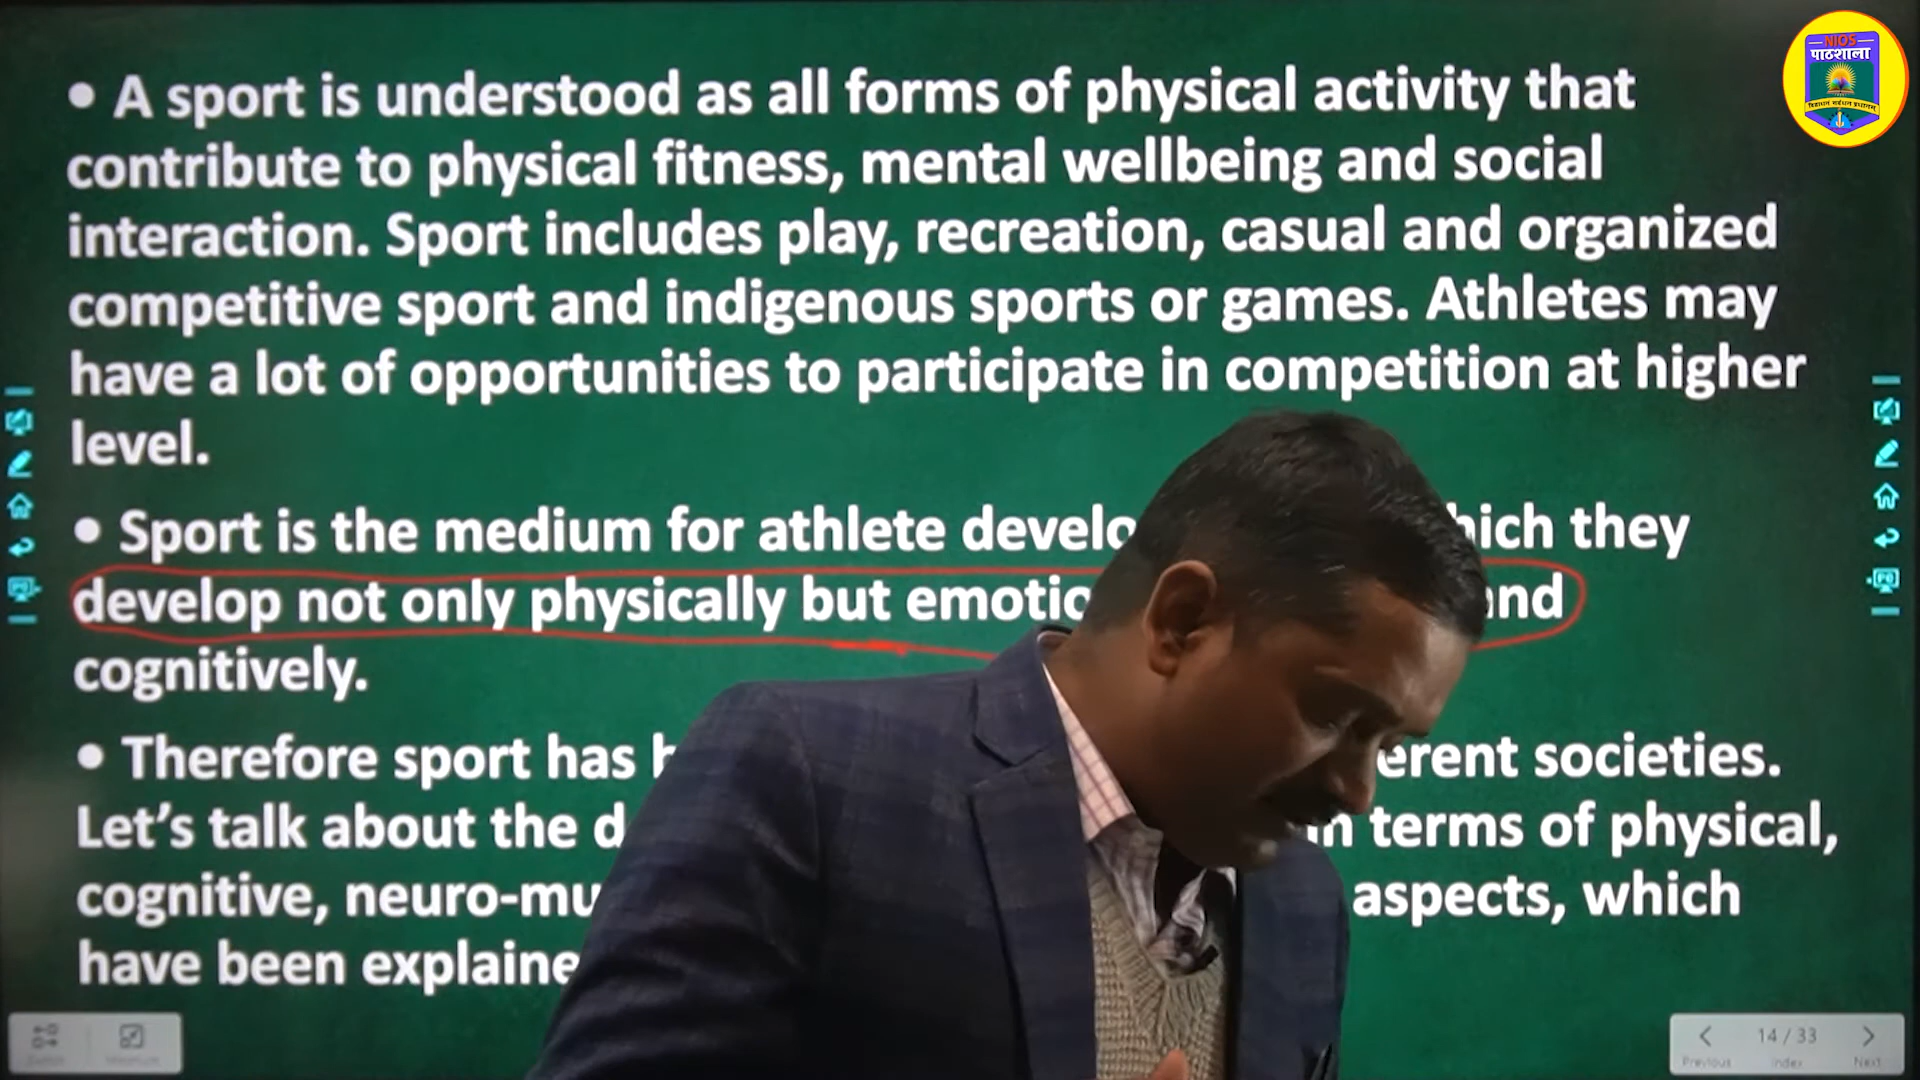 • A sport is understood as all forms of physical activity that
contribute to physical fitness, mental wellbeing and social
interaction. Sport includes play, recreation, casual and organized
competitive sport and indigenous sports or games. Athletes may
have a lot of opportunities to participate in competition at higher
level.
• Sport is the medium for athlete develo hich they
develop not only physically but emotio and
cognitively.
• Therefore sport has erent societies.
Let's talk about the d in terms of physical,
cognitive, neuro-mu aspects, which
have been explaine
NIOS
पाठशाला
14 / 33
Previous Index Next